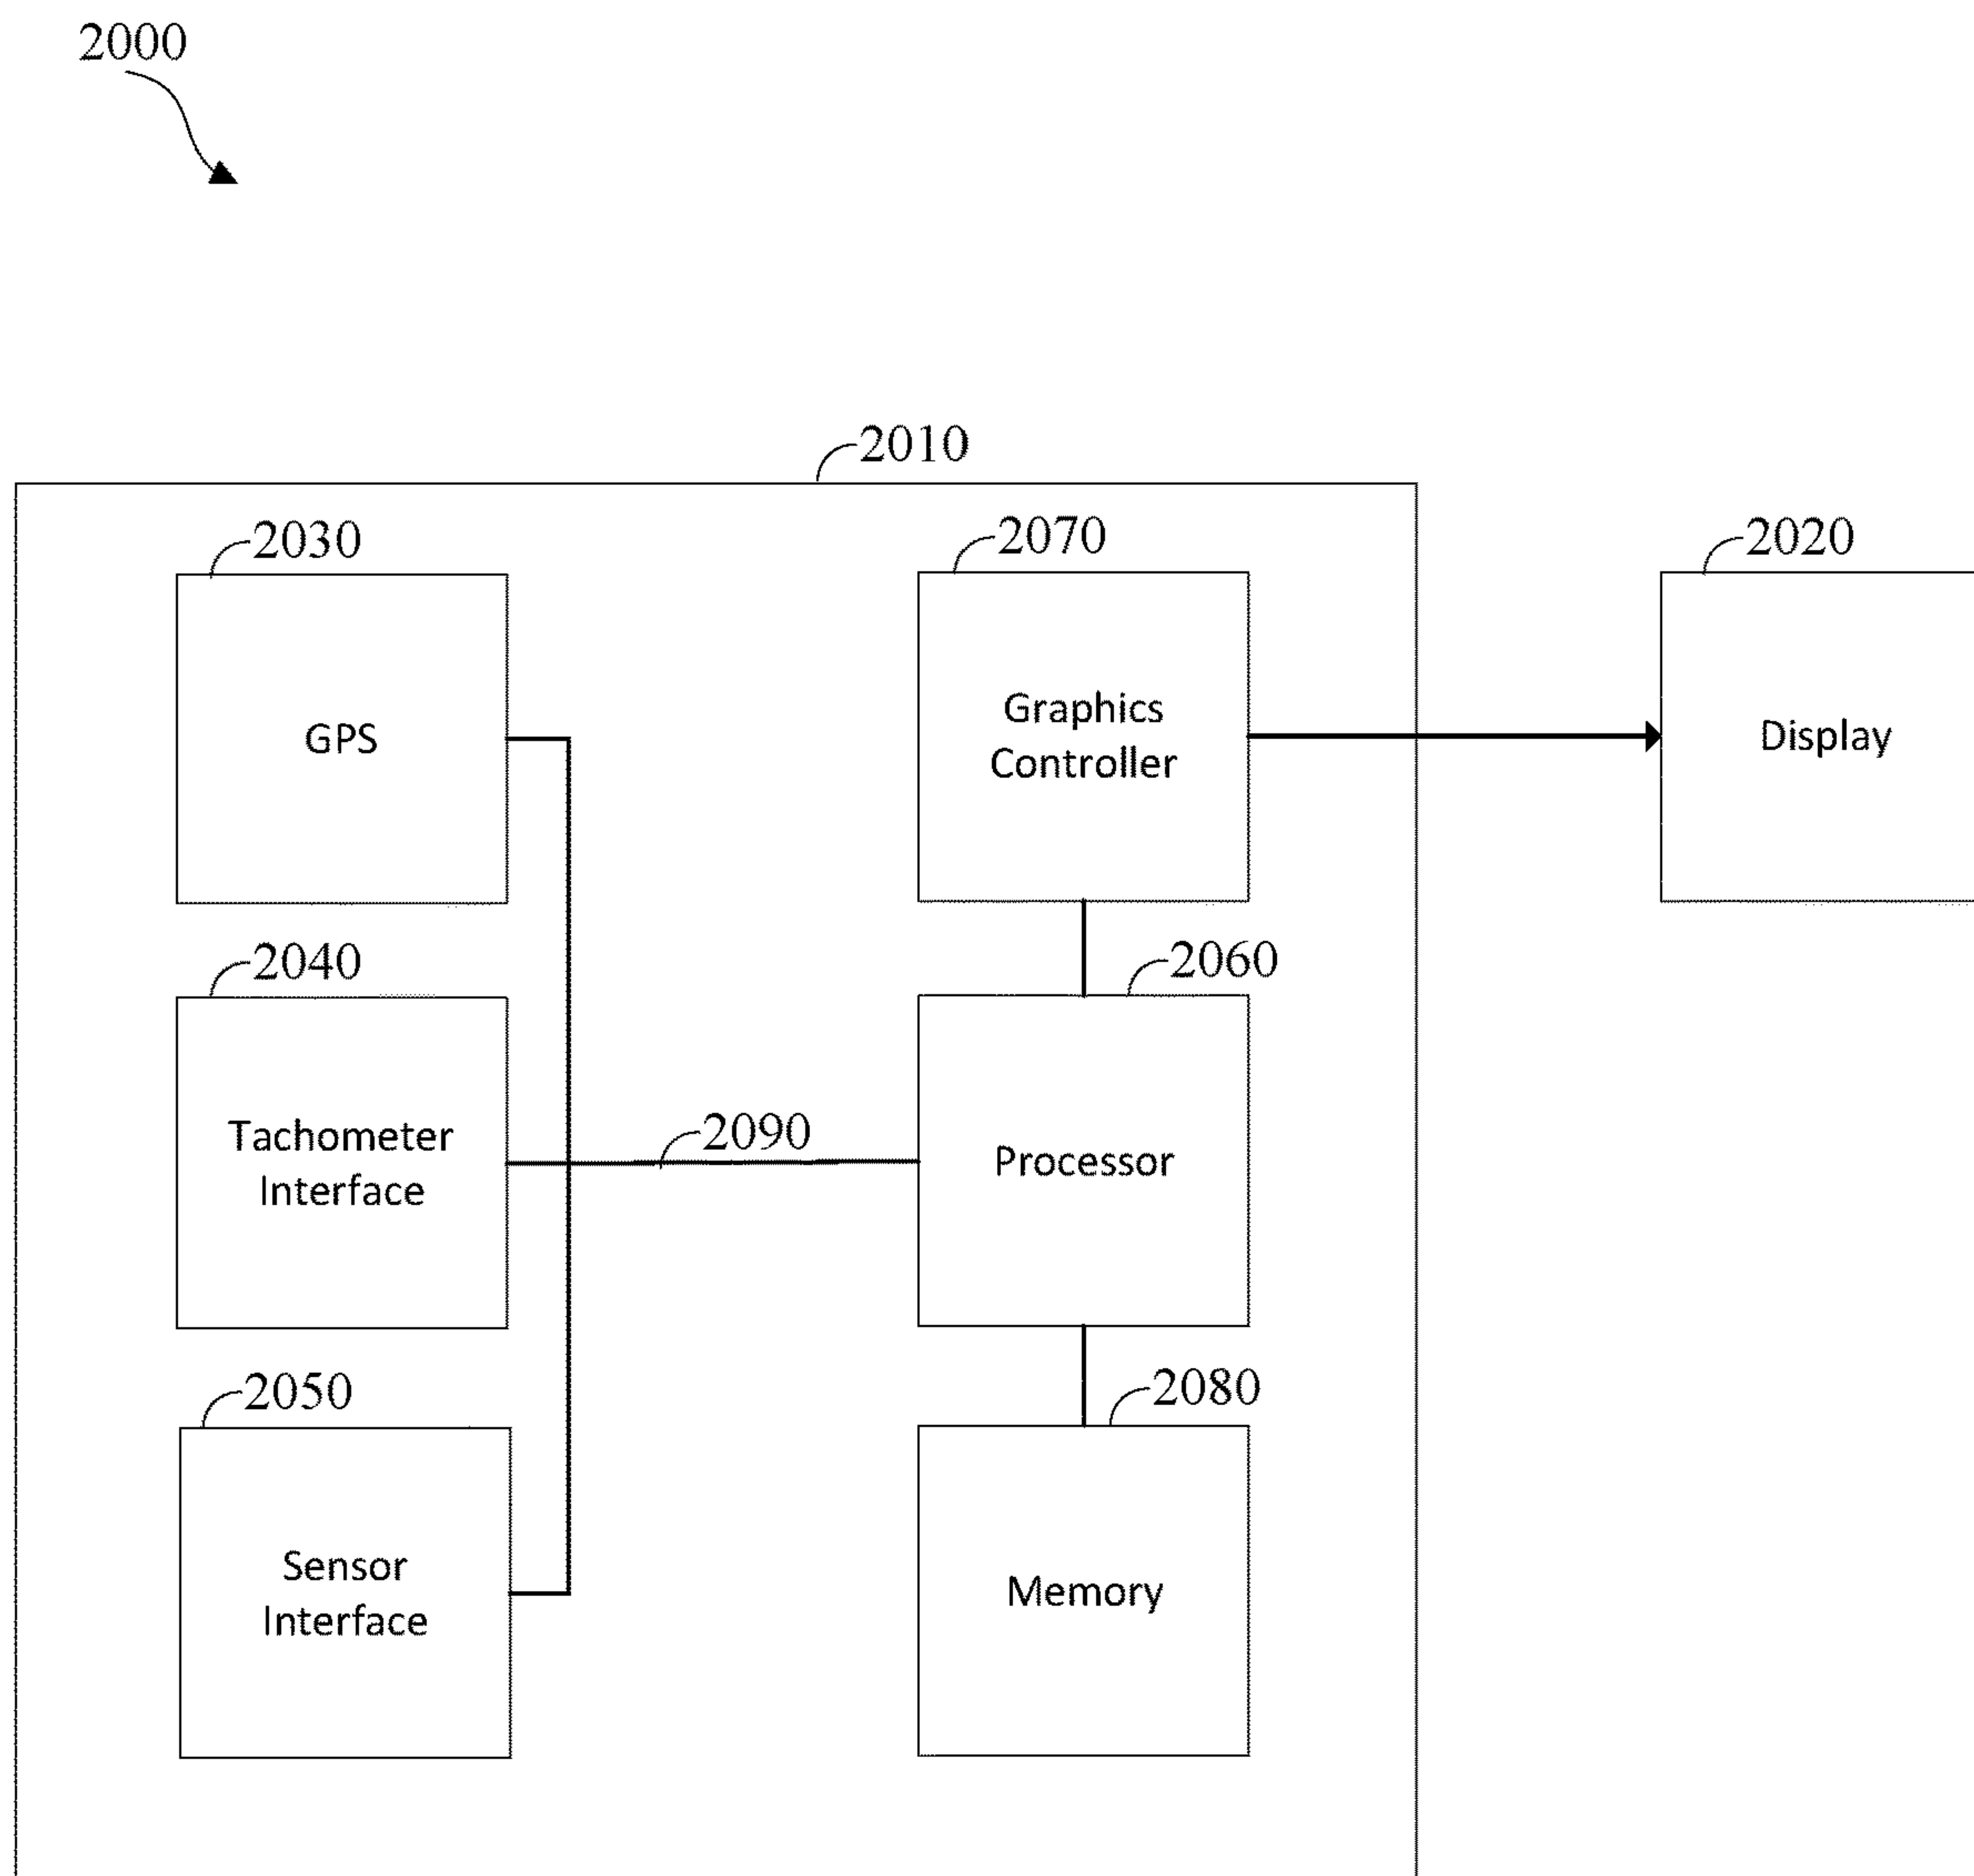 2000
2010
2030
2070
2020
GPS
Graphics
Controller
Display
2040
2060
Tachometer
Interface
2090
Processor
2050
2080
Sensor
Interface
Memory